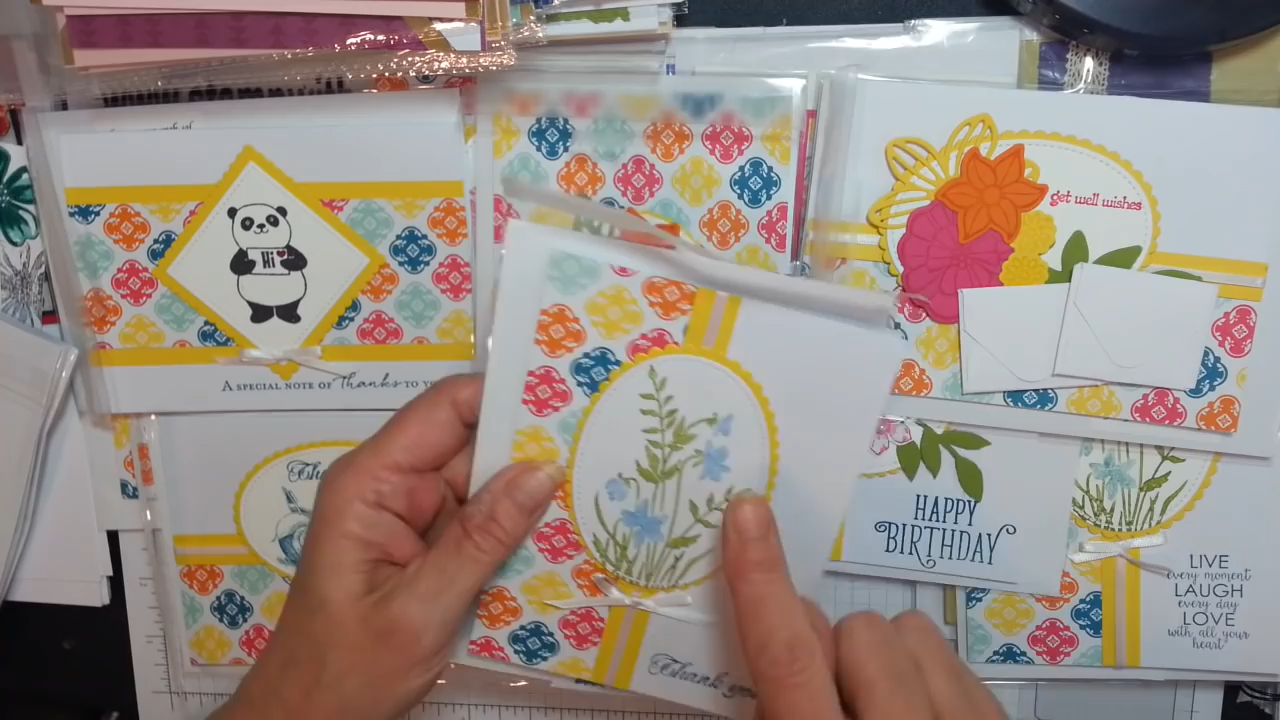 Hi
A SPECIAL NOTE OF Thanks TO
get well wishes
HAPPY
BIRTHDAY
LIVE
every moment
LAUGH
every day
LOVE
with all your
heart
Thank you